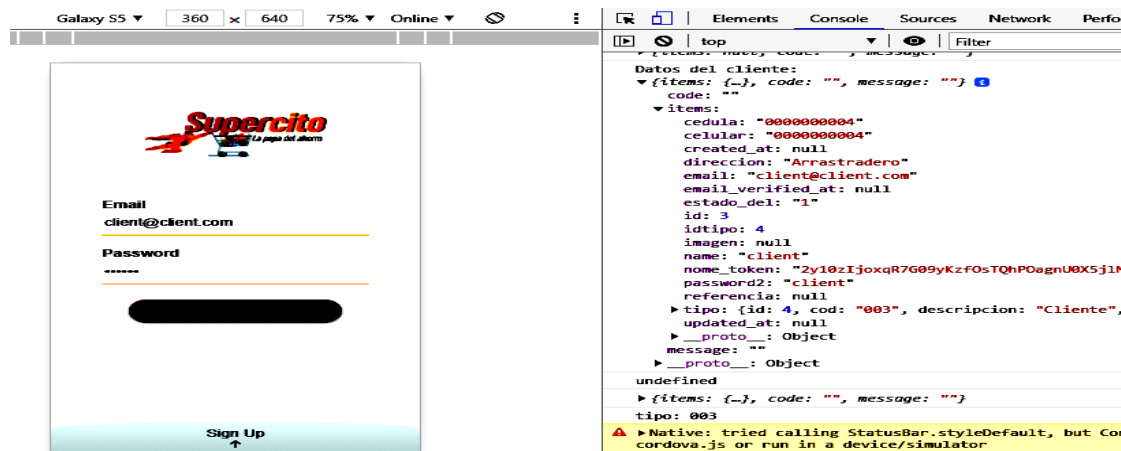 Galaxy S5 ▼ 360 × 640 75% ▼ Online ▼
Supercito
La papa del ahorro
Email
client@client.com
Password
••••••
Sign Up
Elements Console Sources Network Perfo
top ▼ Filter
Datos del cliente:
▼{items: {…}, code: "", message: ""}
code: ""
▼items:
cedula: "0000000004"
celular: "0000000004"
created_at: null
direccion: "Arrastradero"
email: "client@client.com"
email_verified_at: null
estado_del: "1"
id: 3
idtipo: 4
imagen: null
name: "client"
nome_token:
password2: "client"
referencia: null
▶tipo: {id: 4, cod: "003", descripcion: "Cliente",
updated_at: null
▶__proto__: Object
message: ""
▶__proto__: Object
undefined
▶{items: {…}, code: "", message: ""}
tipo: 003
▶Native: tried calling StatusBar.styleDefault, but Cor
cordova.js or run in a device/simulator